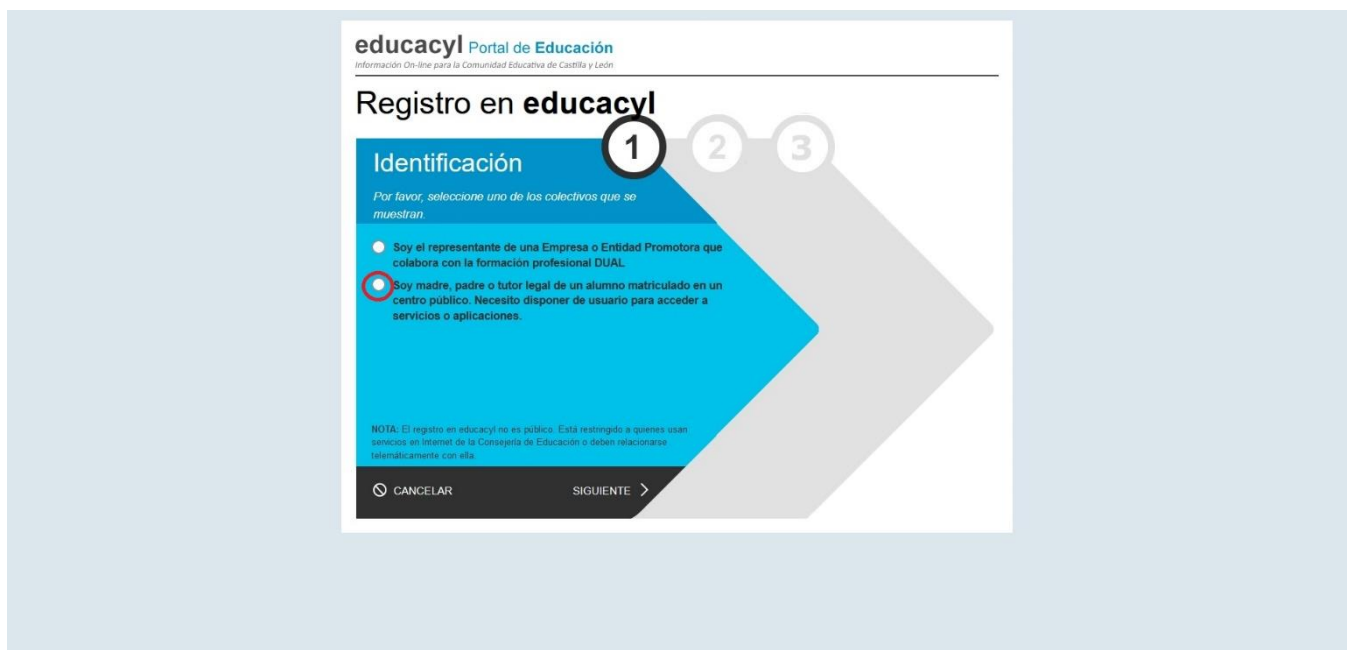 educacyl Portal de Educación
Información On-line para la Comunidad Educativa de Castilla y León
Registro en educacyl
1
2
3
Identificación
Por favor, seleccione uno de los colectivos que se
muestran.
Soy el representante de una Empresa o Entidad Promotora que
colabora con la formación profesional DUAL
Soy madre, padre o tutor legal de un alumno matriculado en un
centro público. Necesito disponer de usuario para acceder a
servicios o aplicaciones.
NOTA: El registro en educacyl no es público. Está restringido a quienes usan
servicios en Internet de la Consejería de Educación o deben relacionarse
telemáticamente con ella.
CANCELAR
SIGUIENTE